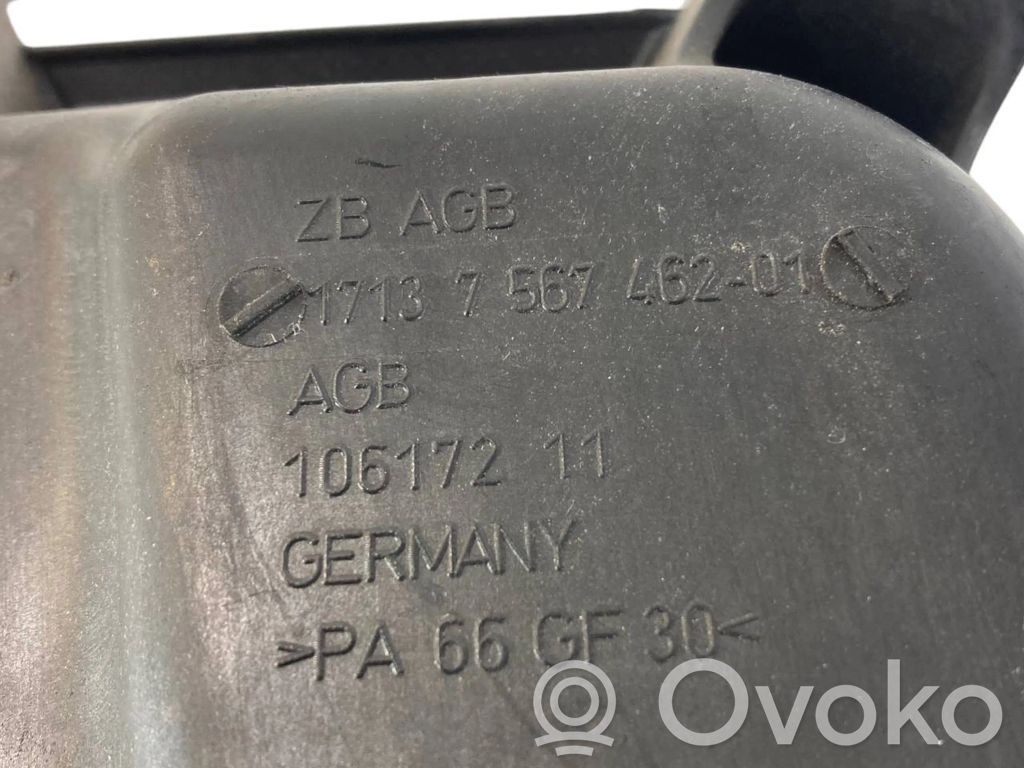 ZB AGB
1713 7 567 462-01
AGB
106172 11
GERMANY
>PA 66 GF 30<
Ovoko